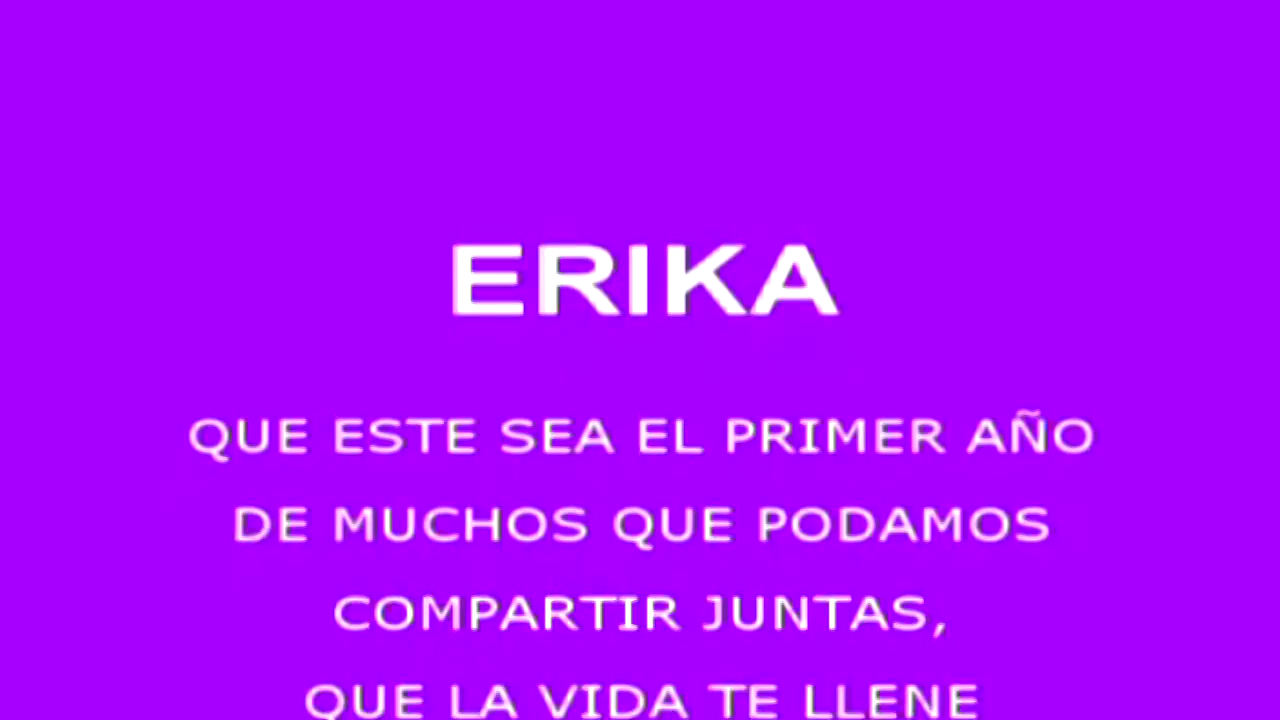 ERIKA
QUE ESTE SEA EL PRIMER AÑO
DE MUCHOS QUE PODAMOS
COMPARTIR JUNTAS,
QUE LA VIDA TE LLENE